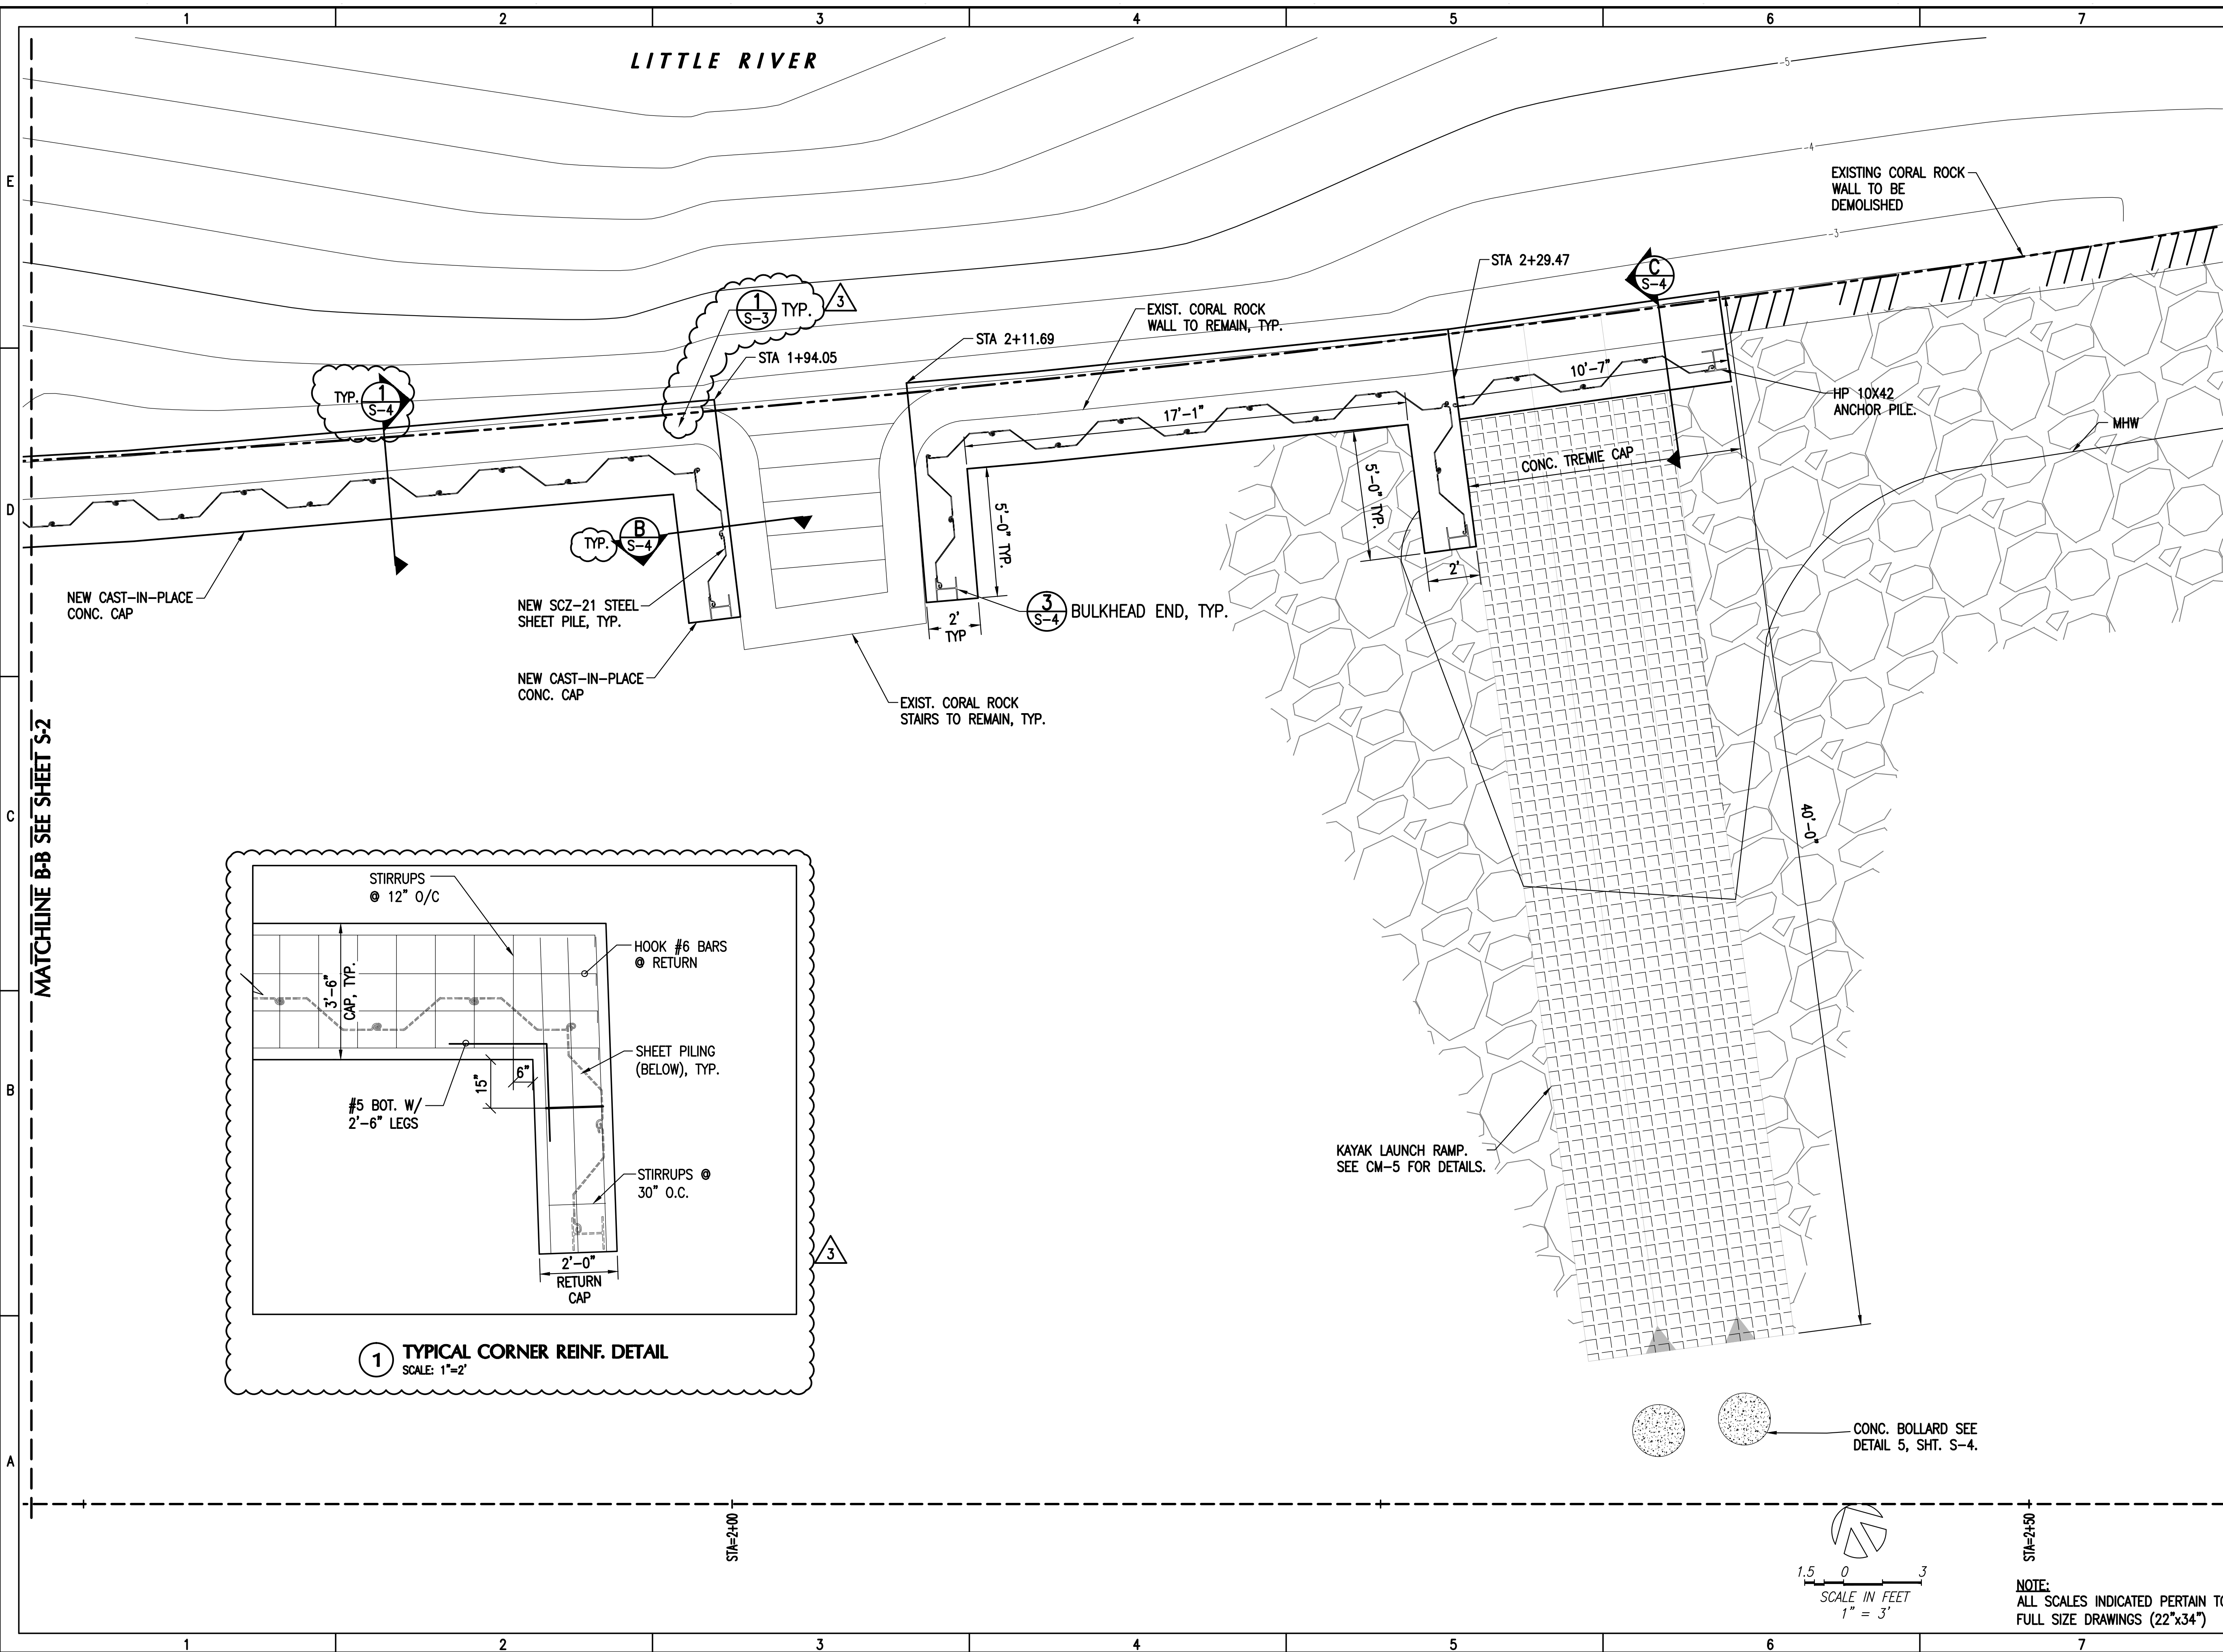 1 2 3 4 5 6 7
LITTLE RIVER
-5
-4
-3
E
EXISTING CORAL ROCK
WALL TO BE
DEMOLISHED
1
S-3
TYP.
3
STA 2+29.47
C
S-4
EXIST. CORAL ROCK
WALL TO REMAIN, TYP.
STA 2+11.69
STA 1+94.05
TYP.
1
S-4
10'-7"
17'-1"
HP 10X42
ANCHOR PILE.
MHW
CONC. TREMIE CAP
5'-0" TYP.
D
5'-0" TYP.
TYP.
B
S-4
2'
NEW CAST-IN-PLACE
CONC. CAP
NEW SCZ-21 STEEL
SHEET PILE, TYP.
3
S-4
BULKHEAD END, TYP.
2'
TYP
NEW CAST-IN-PLACE
CONC. CAP
EXIST. CORAL ROCK
STAIRS TO REMAIN, TYP.
MATCHLINE B-B SEE SHEET S-2
C
40'-0"
STIRRUPS
@ 12" O/C
HOOK #6 BARS
@ RETURN
3'-6"
CAP, TYP.
SHEET PILING
(BELOW), TYP.
6"
15"
B
#5 BOT. W/
2'-6" LEGS
STIRRUPS @
30" O.C.
3
2'-0"
RETURN
CAP
1
TYPICAL CORNER REINF. DETAIL
SCALE: 1"=2'
KAYAK LAUNCH RAMP.
SEE CM-5 FOR DETAILS.
CONC. BOLLARD SEE
DETAIL 5, SHT. S-4.
A
STA=2+00
STA=2+50
1.5 0 3
SCALE IN FEET
1" = 3'
NOTE:
ALL SCALES INDICATED PERTAIN TO
FULL SIZE DRAWINGS (22"x34")
1 2 3 4 5 6 7